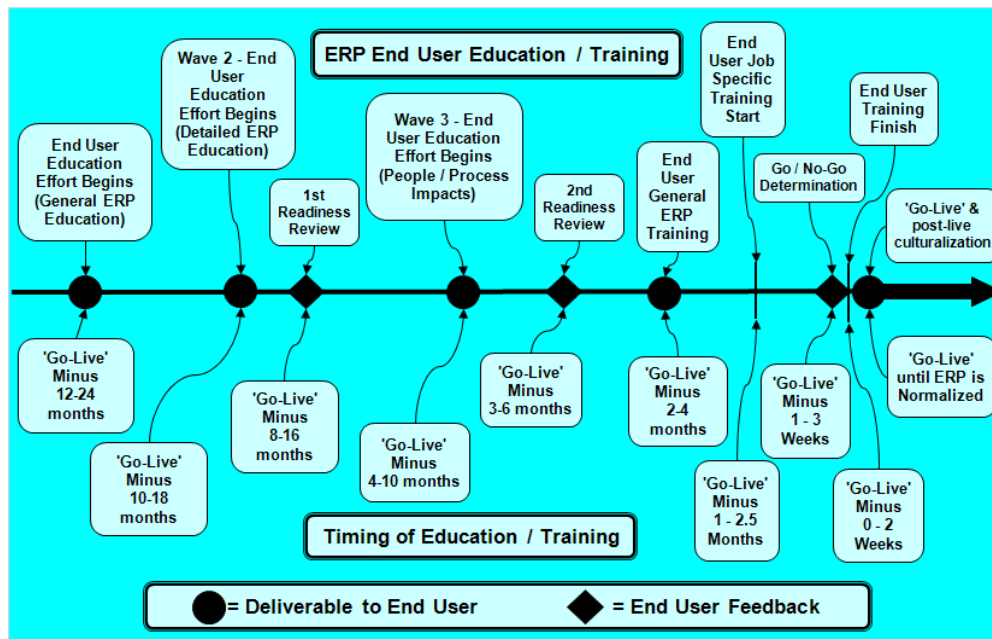 ERP End User Education / Training
End User
Education
Effort Begins
(General ERP
Education)
Wave 2 - End
User
Education
Effort Begins
(Detailed ERP
Education)
1st
Readiness
Review
Wave 3 - End
User Education
Effort Begins
(People / Process
Impacts)
2nd
Readiness
Review
End
User
General
ERP
Training
End
User Job
Specific
Training
Start
Go / No-Go
Determination
End User
Training
Finish
'Go-Live' &
post-live
culturalization
'Go-Live'
Minus
12-24
months
'Go-Live'
Minus
10-18
months
'Go-Live'
Minus
8-16
months
'Go-Live'
Minus
4-10 months
'Go-Live'
Minus
3-6 months
'Go-Live'
Minus
2-4
months
'Go-Live'
Minus
1 - 2.5
Months
'Go-Live'
Minus
1 - 3
Weeks
'Go-Live'
Minus
0 - 2
Weeks
'Go-Live'
until ERP is
Normalized
Timing of Education / Training
= Deliverable to End User
= End User Feedback